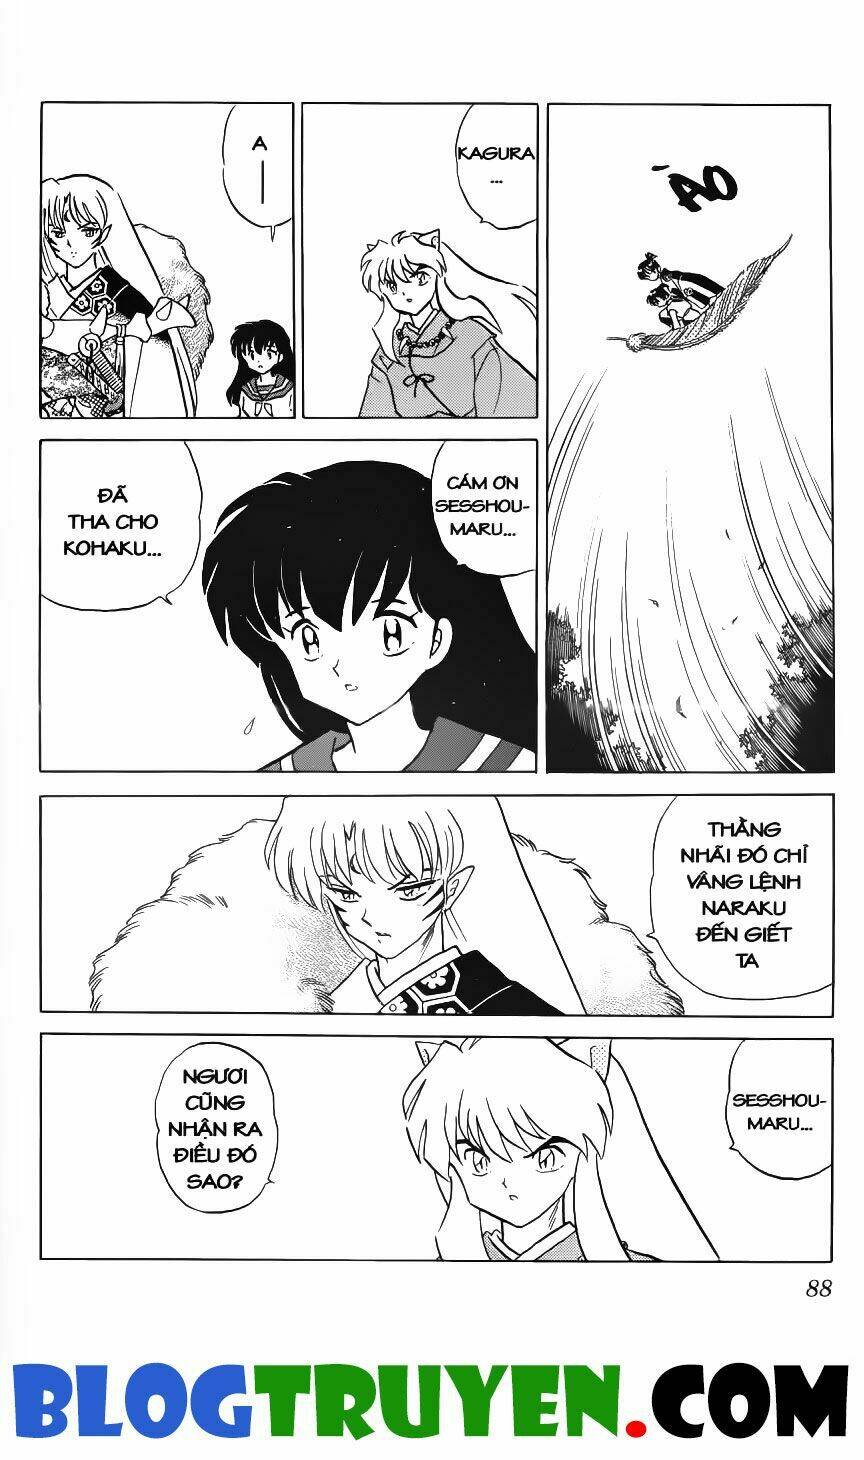 ÀO
KAGURA
...
A
—
CÁM ƠN
SESSHOU-
MARU...
ĐÃ
THA CHO
KOHAKU...
THẰNG
NHÃI ĐÓ CHỈ
VÂNG LỆNH
NARAKU
ĐẾN GIẾT
TA
SESSHOU-
MARU...
NGƯƠI
CŨNG
NHẬN RA
ĐIỀU ĐÓ
SAO?
88
BLOGTRUYEN.COM